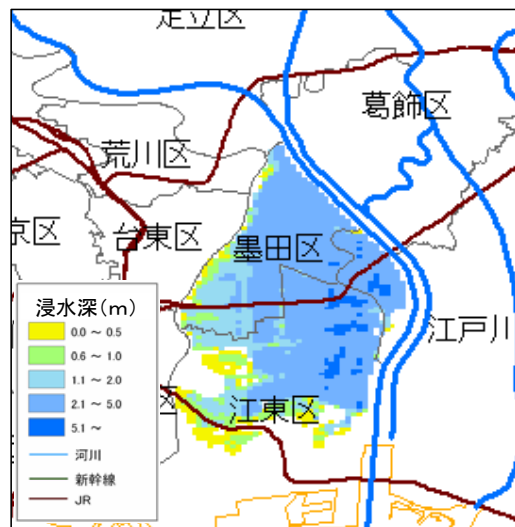 足立区
葛飾区
荒川区
京区
台東区
墨田区
江戸川
江東区
区
浸水深(m)
0.0 ～ 0.5
0.6 ～ 1.0
1.1 ～ 2.0
2.1 ～ 5.0
5.1 ～
河川
新幹線
JR